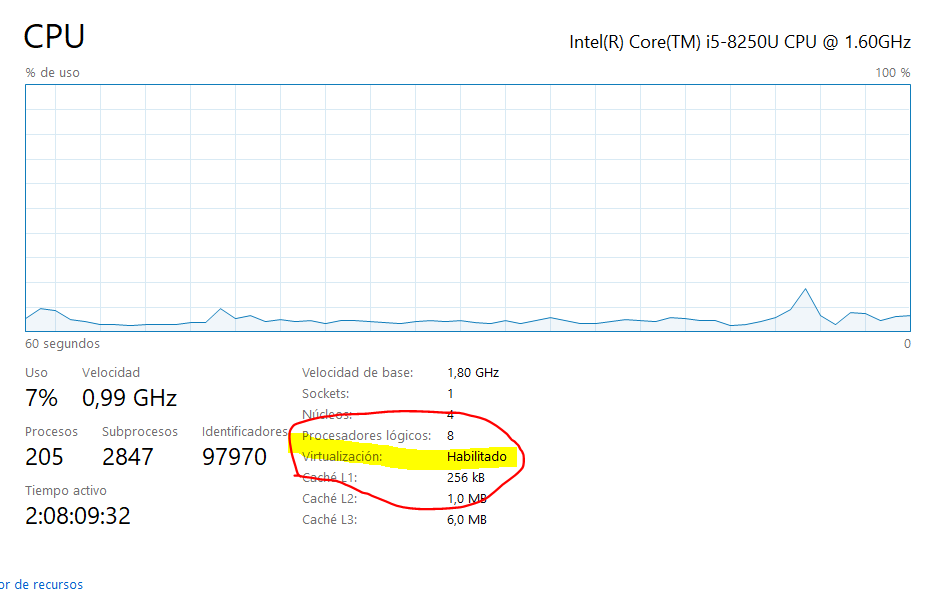 CPU
Intel(R) Core(TM) i5-8250U CPU @ 1.60GHz
% de uso
100 %
60 segundos
0
Uso
Velocidad
7%
0,99 GHz
Procesos
Subprocesos
Identificadores
205
2847
97970
Tiempo activo
2:08:09:32
Velocidad de base:
1,80 GHz
Sockets:
1
Núcleos:
4
Procesadores lógicos:
8
Virtualización:
Habilitado
Caché L1:
256 kB
Caché L2:
1,0 MB
Caché L3:
6,0 MB
or de recursos